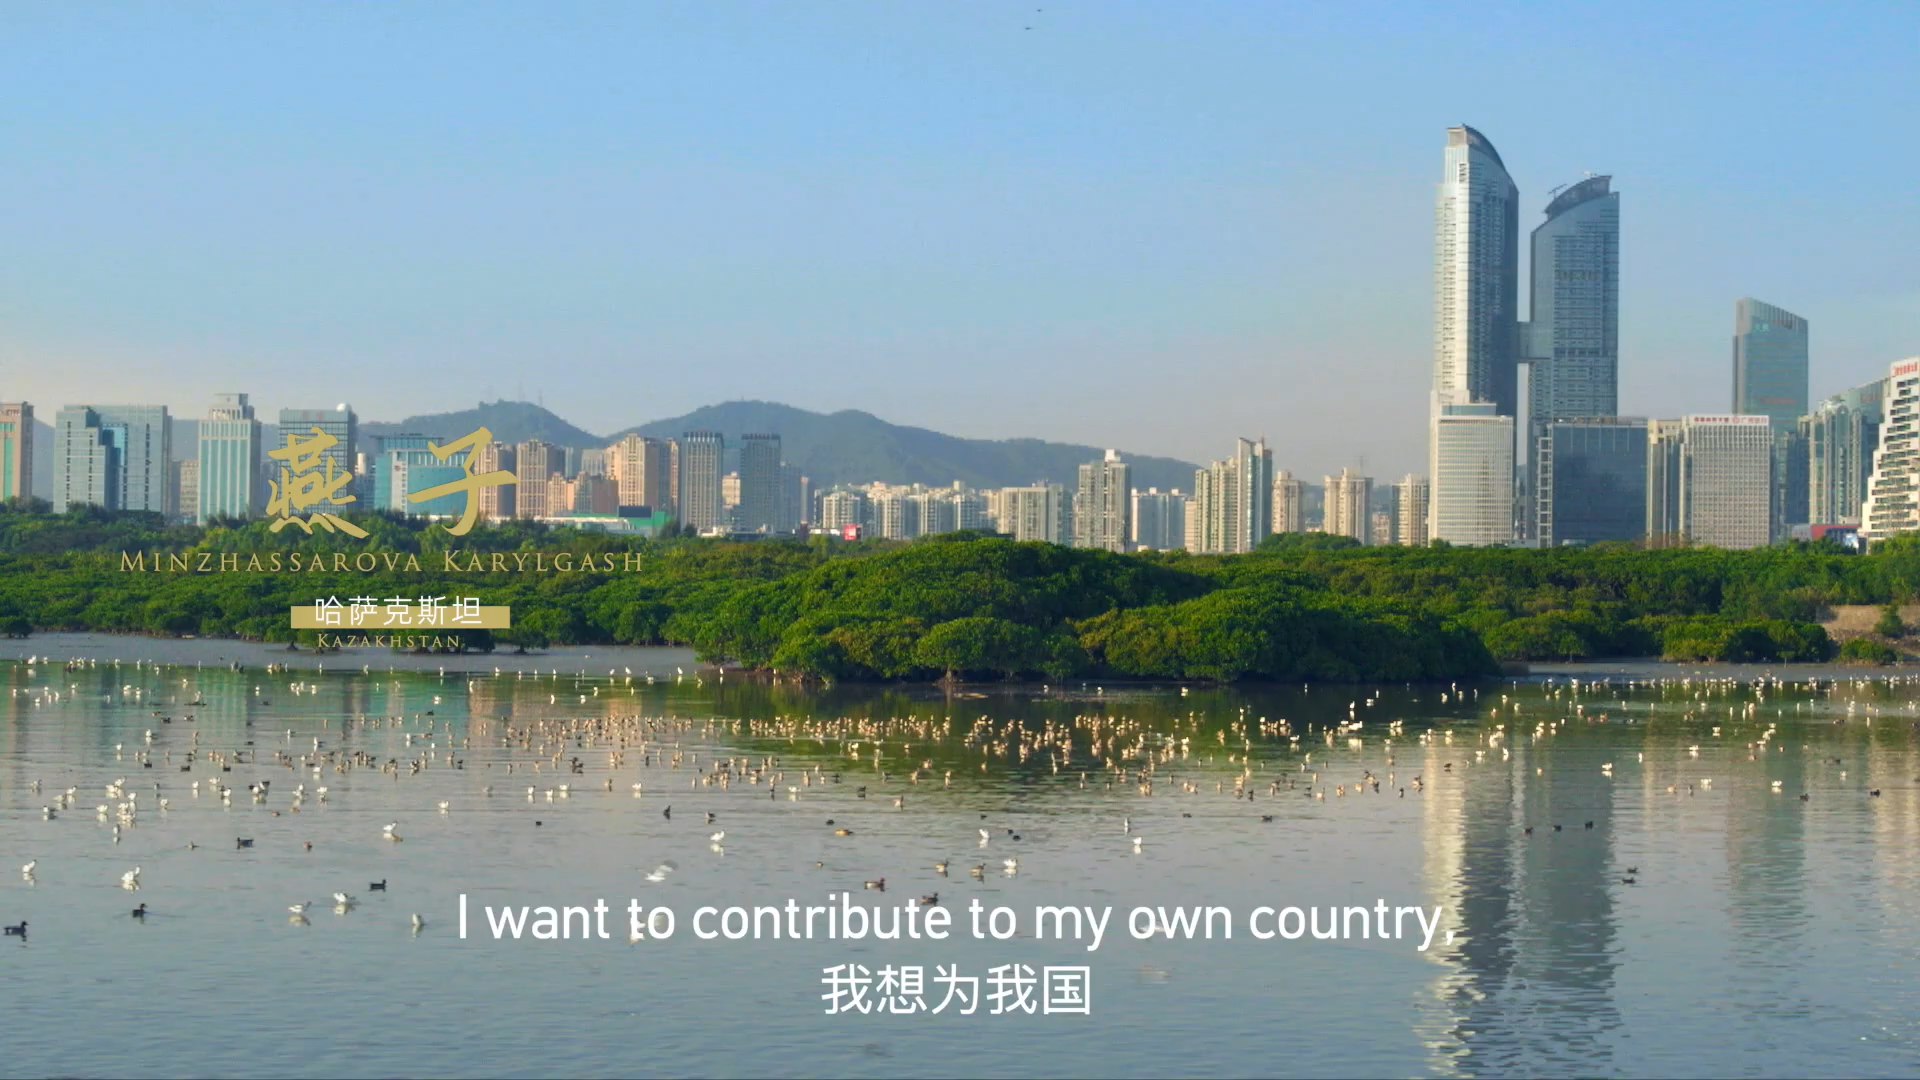 燕子
MINZHASSAROVA KARYLGASH
哈萨克斯坦
KAZAKHSTAN
I want to contribute to my own country,
我想为我国